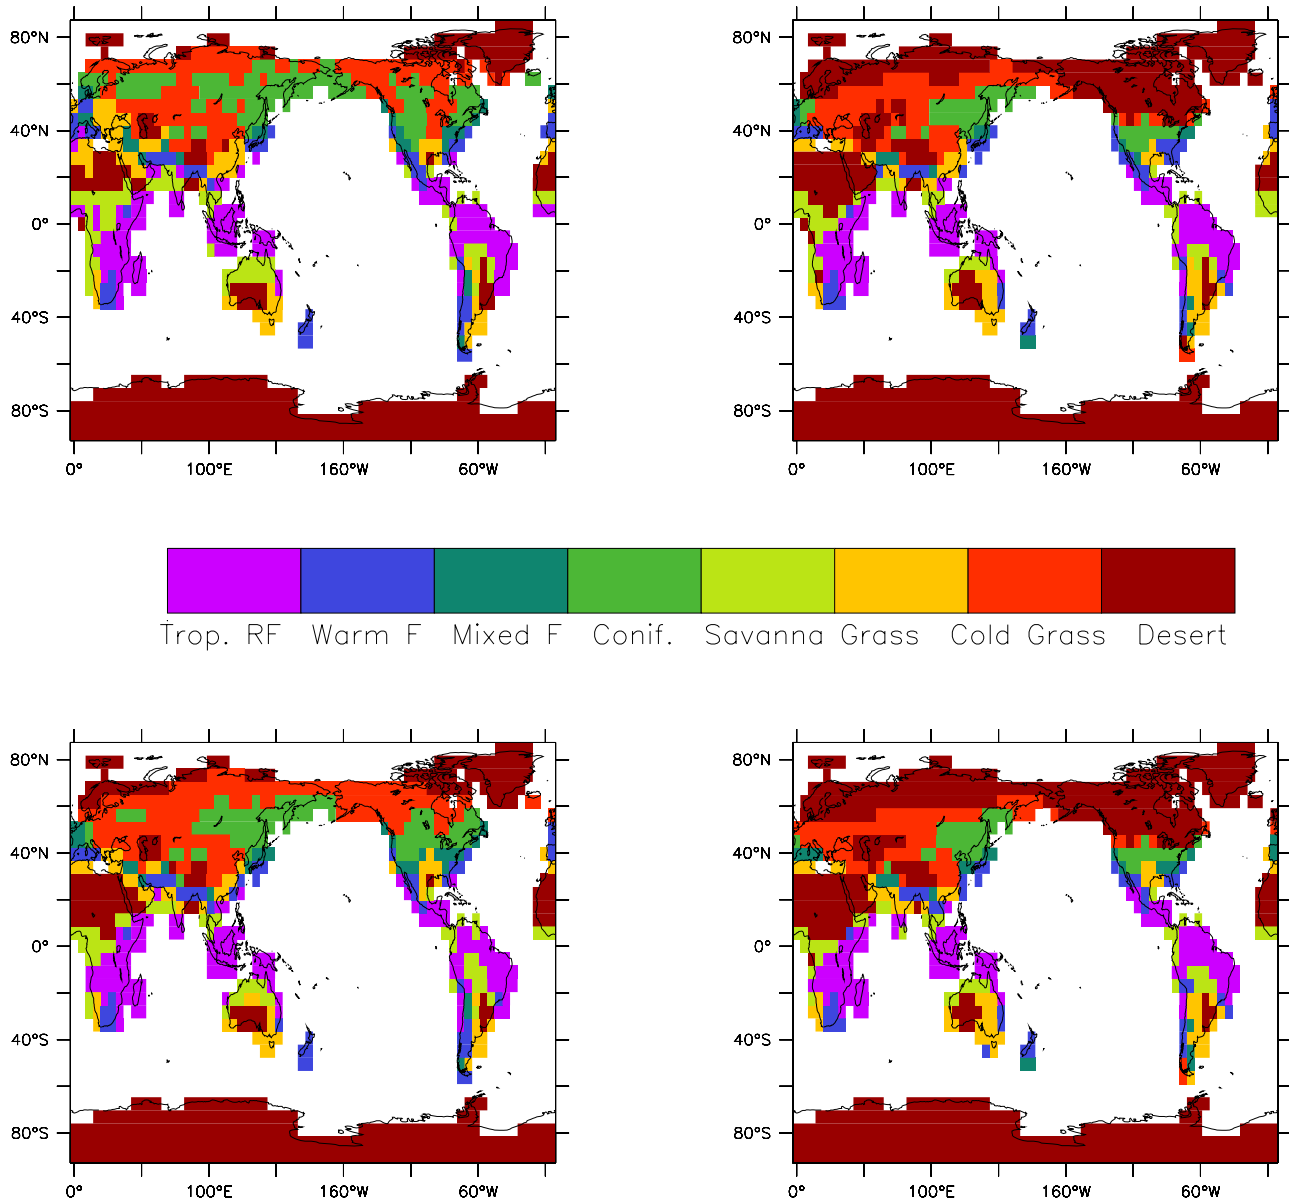 80°N 80°N
40°N 40°N
0° 0°
40°S 40°S
80°S 80°S
0° 100°E 160°W 60°W 0° 100°E 160°W 60°W
Trop. RF Warm F Mixed F Conif. Savanna Grass Cold Grass Desert
80°N 80°N
40°N 40°N
0° 0°
40°S 40°S
80°S 80°S
0° 100°E 160°W 60°W 0° 100°E 160°W 60°W